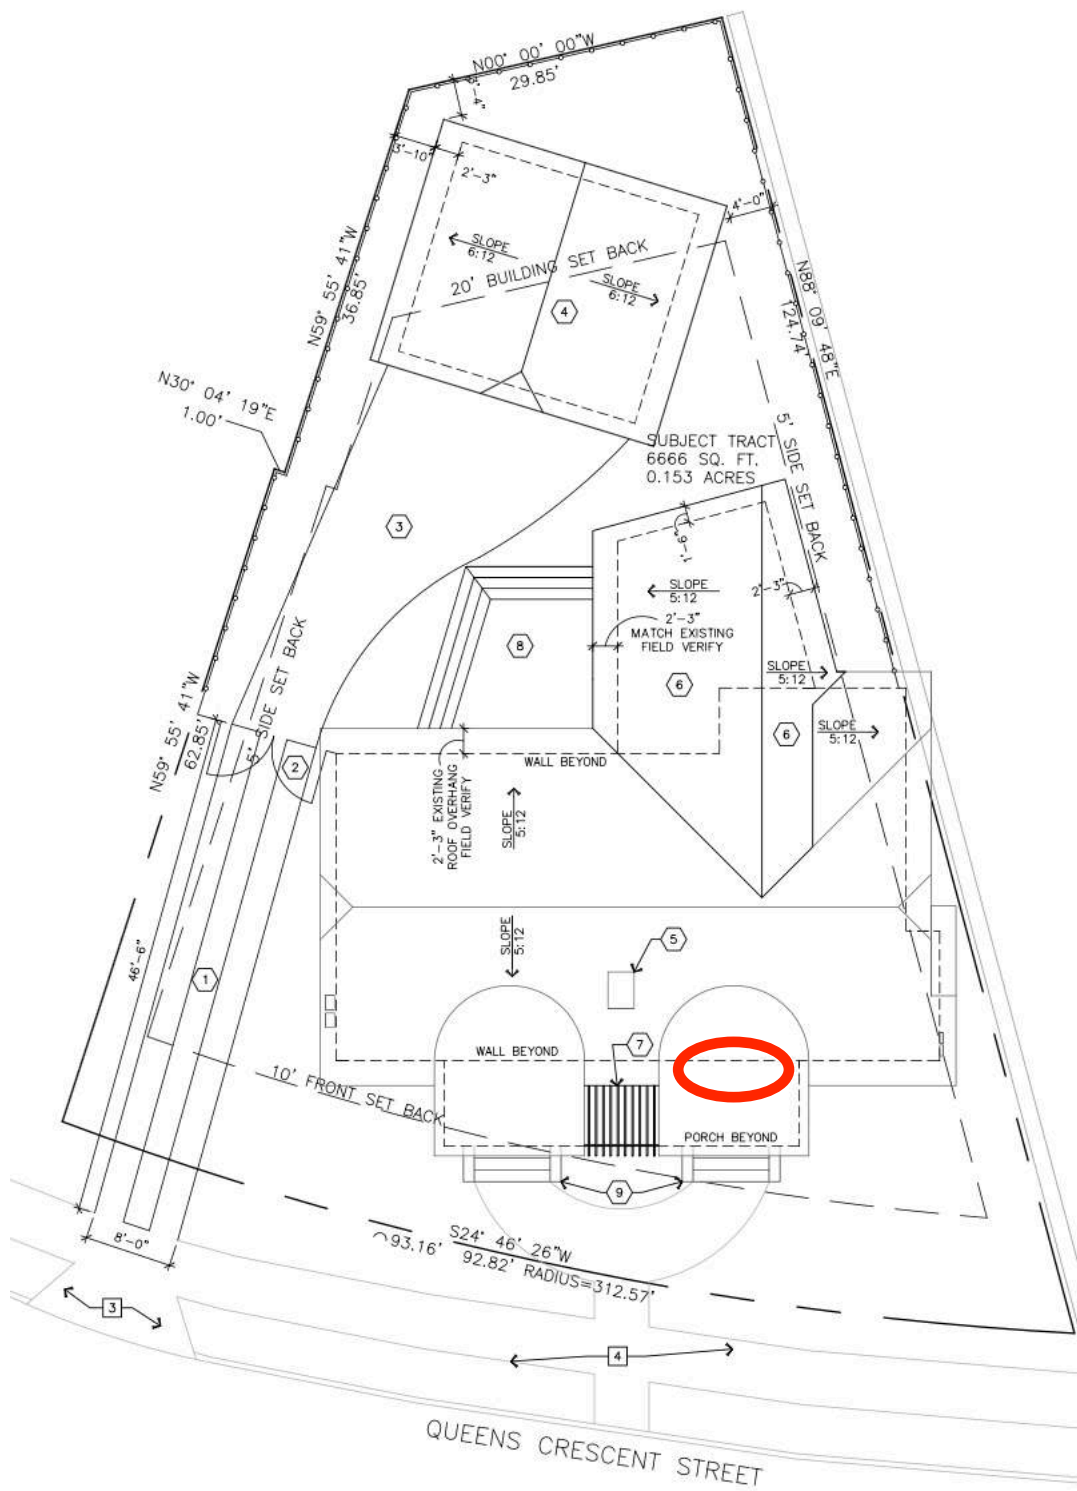 N00° 00' 00"W
29.85'
3'-10"
2'-3"
4'-0"
SLOPE
6:12
20' BUILDING SET BACK
SLOPE
6:12
4
N59° 55' 41"W
36.85'
N88° 09' 48"E
124.74'
N30° 04' 19"E
1.00'
SUBJECT TRACT
6666 SQ. FT.
0.153 ACRES
5' SIDE SET BACK
3
1'-6"
SLOPE
5:12
2'-3"
2'-3"
MATCH EXISTING
FIELD VERIFY
8
6
SLOPE
5:12
6
SLOPE
5:12
5' SIDE SET BACK
N59° 55' 41"W
62.85'
2
WALL BEYOND
2'-3" EXISTING
ROOF OVERHANG
FIELD VERIFY
SLOPE
5:12
SLOPE
5:12
5
46'-6"
1
7
WALL BEYOND
10' FRONT SET BACK
PORCH BEYOND
9
8'-0"
S24° 46' 26"W
93.16' 92.82' RADIUS=312.57'
3
4
QUEENS CRESCENT STREET